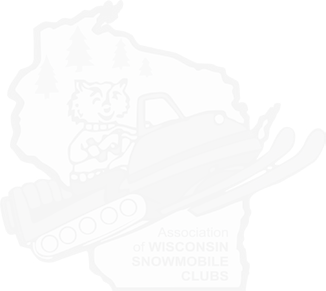 Association
of WISCONSIN
SNOWMOBILE
CLUBS